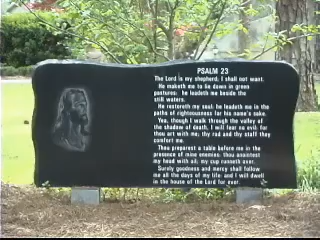 PSALM 23
The Lord is my shepherd; I shall not want.
He maketh me to lie down in green
pastures: he leadeth me beside the
still waters.
He restoreth my soul: he leadeth me in the
paths of righteousness for his name's sake.
Yea, though I walk through the valley of
the shadow of death, I will fear no evil: for
thou art with me; thy rod and thy staff they
comfort me.
Thou preparest a table before me in the
presence of mine enemies: thou anointest
my head with oil; my cup runneth over.
Surely goodness and mercy shall follow
me all the days of my life: and I will dwell
in the house of the Lord for ever.